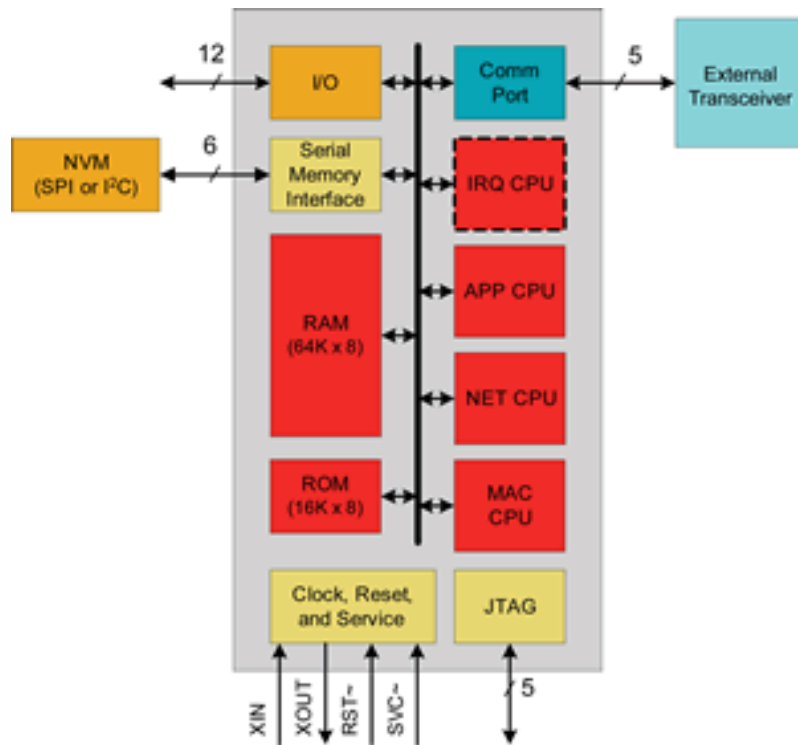 12
I/O
Comm
Port
5
External
Transceiver
NVM
(SPI or I²C)
6
Serial
Memory
Interface
IRQ CPU
RAM
(64K x 8)
APP CPU
NET CPU
ROM
(16K x 8)
MAC
CPU
Clock, Reset,
and Service
JTAG
XIN
XOUT
RST~
SVC~
5